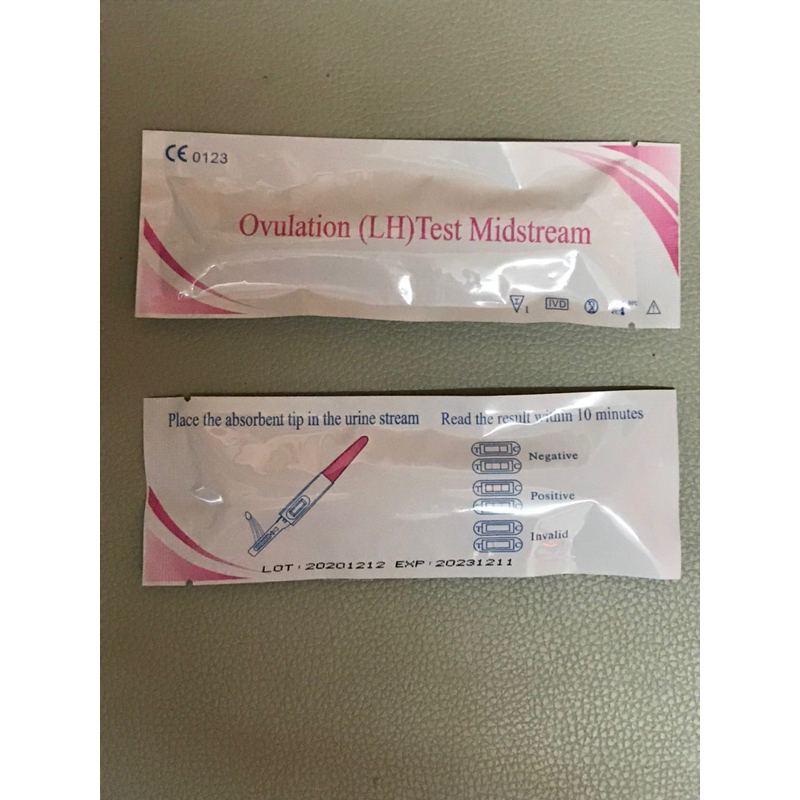 CE 0123
Ovulation (LH)Test Midstream
1 IVD
Place the absorbent tip in the urine stream Read the result within 10 minutes
T C Negative
T C
T C Positive
T C
T C Invalid
T C
LOT: 20201212 EXP: 20231211